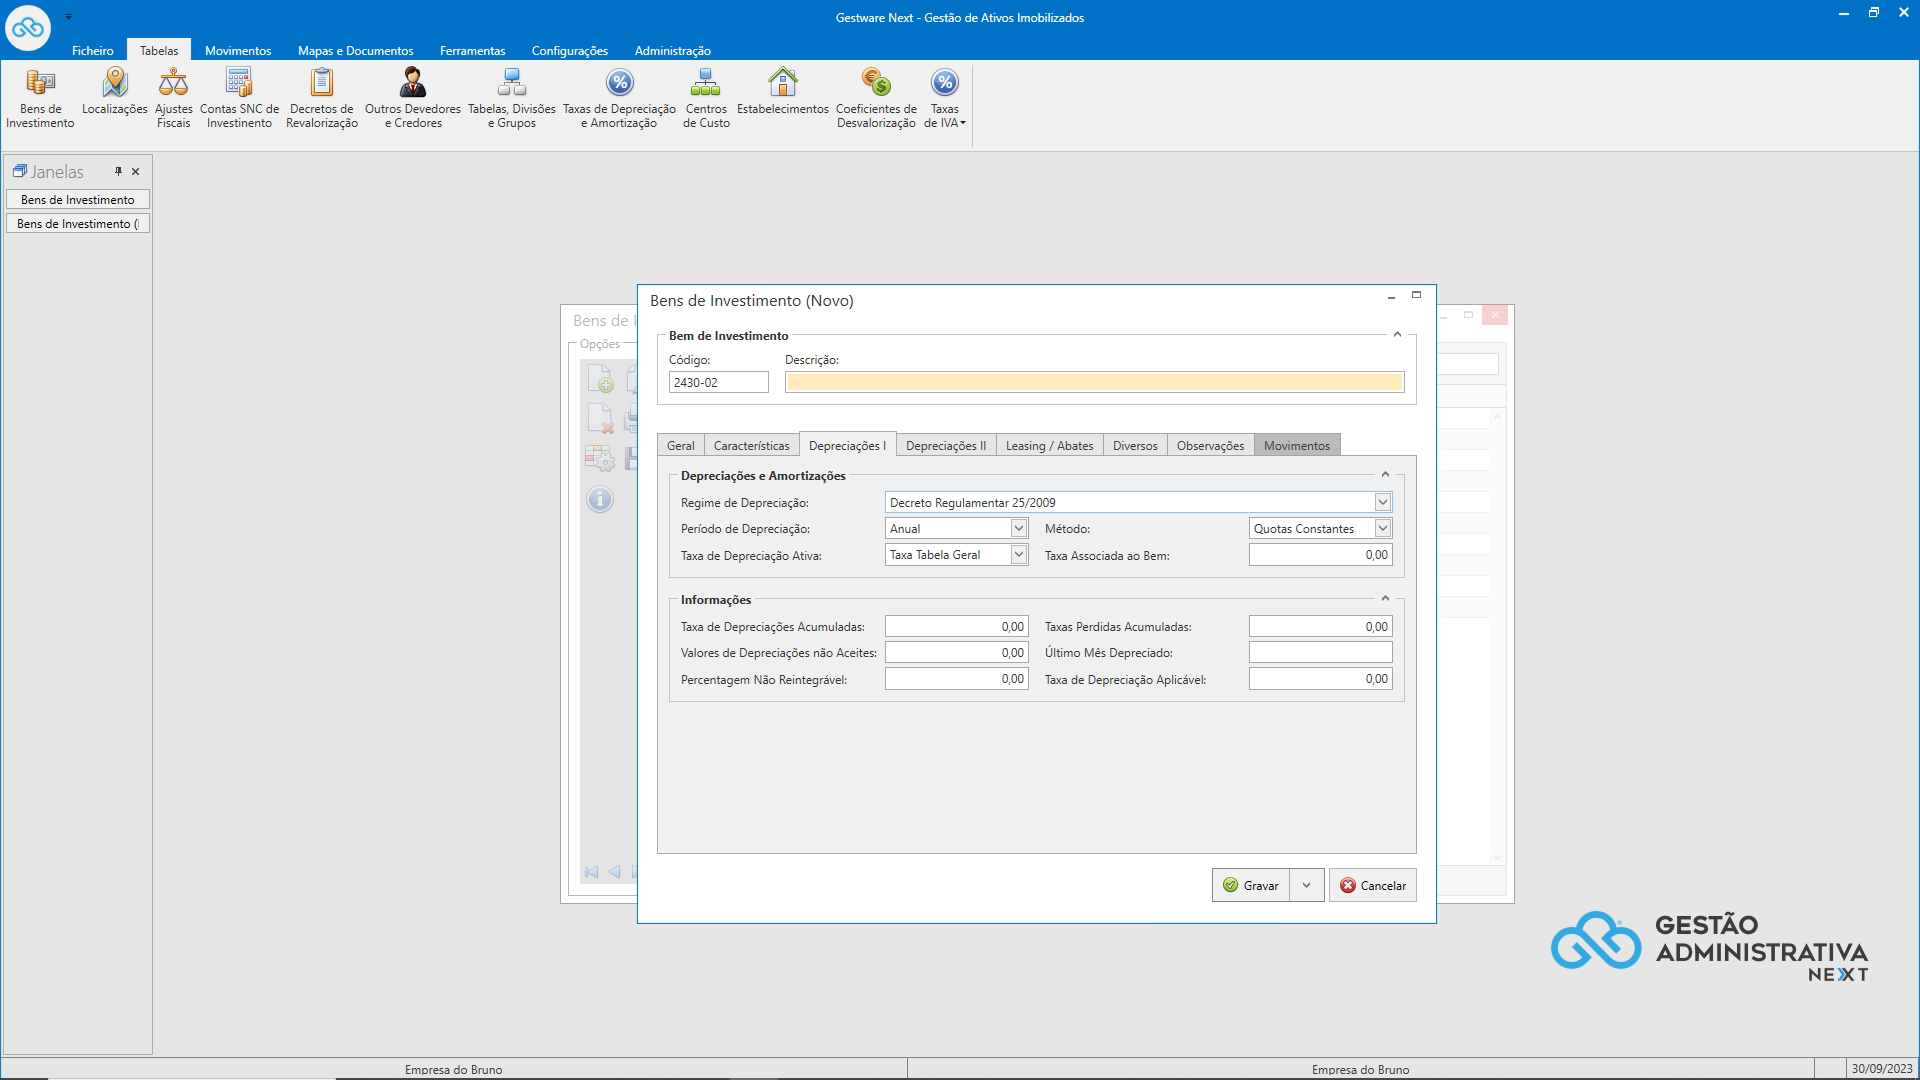 Gestware Next - Gestão de Ativos Imobilizados
Ficheiro
Tabelas
Movimentos
Mapas e Documentos
Ferramentas
Configurações
Administração
Bens de
Investimento
Localizações
Ajustes
Fiscais
Contas SNC de
Investinento
Decretos de
Revalorização
Outros Devedores
e Credores
Tabelas, Divisões
e Grupos
Taxas de Depreciação
e Amortização
Centros
de Custo
Estabelecimentos
Coeficientes de
Desvalorização
Taxas
de IVA
Janelas
Bens de Investimento
Bens de Investimento (
Bens de I
Opções
Bens de Investimento (Novo)
Bem de Investimento
Código:
Descrição:
2430-02
Geral
Características
Depreciações I
Depreciações II
Leasing / Abates
Diversos
Observações
Movimentos
Depreciações e Amortizações
Regime de Depreciação:
Decreto Regulamentar 25/2009
Período de Depreciação:
Anual
Método:
Quotas Constantes
Taxa de Depreciação Ativa:
Taxa Tabela Geral
Taxa Associada ao Bem:
0,00
Informações
Taxa de Depreciações Acumuladas:
0,00
Taxas Perdidas Acumuladas:
0,00
Valores de Depreciações não Aceites:
0,00
Último Mês Depreciado:
Percentagem Não Reintegrável:
0,00
Taxa de Depreciação Aplicável:
0,00
Gravar
Cancelar
GESTÃO
ADMINISTRATIVA
NEXT
Empresa do Bruno
Empresa do Bruno
30/09/2023